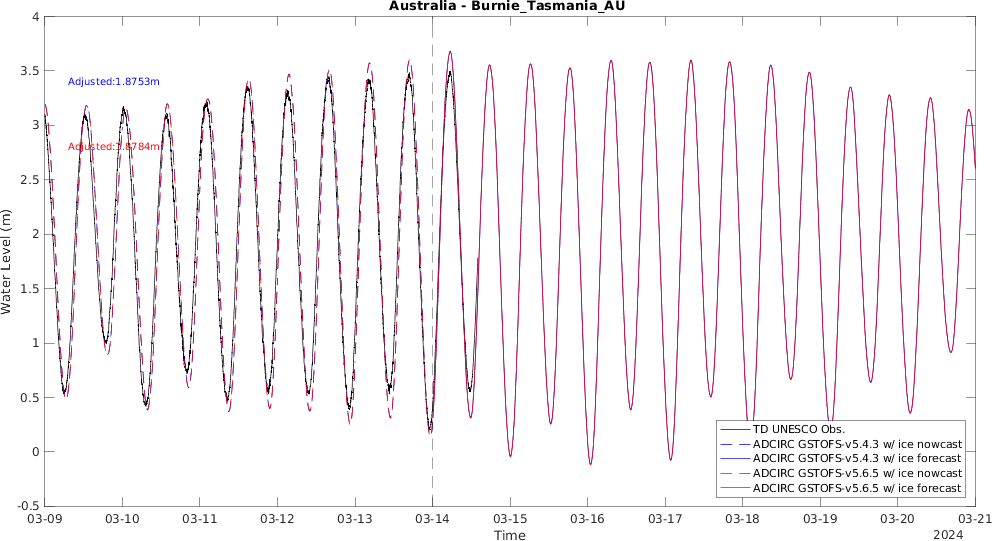 Australia - Burnie_Tasmania_AU
4
3.5
3
2.5
2
1.5
1
0.5
0
-0.5
Water Level (m)
Adjusted:1.8753m
Adjusted:1.8784m
TD UNESCO Obs.
ADCIRC GSTOFS-v5.4.3 w/ ice nowcast
ADCIRC GSTOFS-v5.4.3 w/ ice forecast
ADCIRC GSTOFS-v5.6.5 w/ ice nowcast
ADCIRC GSTOFS-v5.6.5 w/ ice forecast
03-09 03-10 03-11 03-12 03-13 03-14 03-15 03-16 03-17 03-18 03-19 03-20 03-21
Time
2024